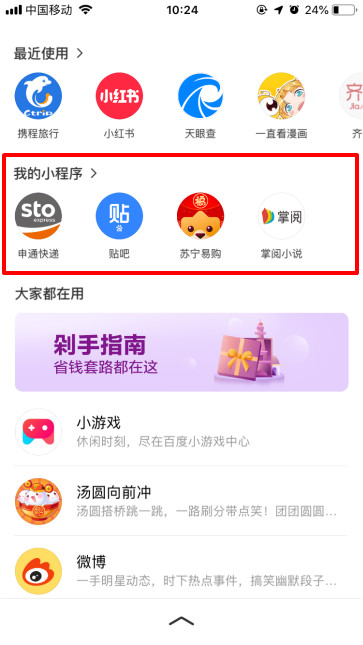 中国移动
10:24
24%
最近使用 >
Ctrip
小红书
齐
Jia
携程旅行
小红书
天眼查
一直看漫画
齐
我的小程序 >
sto
express
贴
吧
掌阅
申通快递
贴吧
苏宁易购
掌阅小说
大家都在用
剁手指南
省钱套路都在这
小游戏
休闲时刻，尽在百度小游戏中心
汤圆向前冲
汤圆搭桥跳一跳，一路刷分带点笑！团团圆圆...
微博
一手明星动态，时下热点事件，搞笑幽默段子...